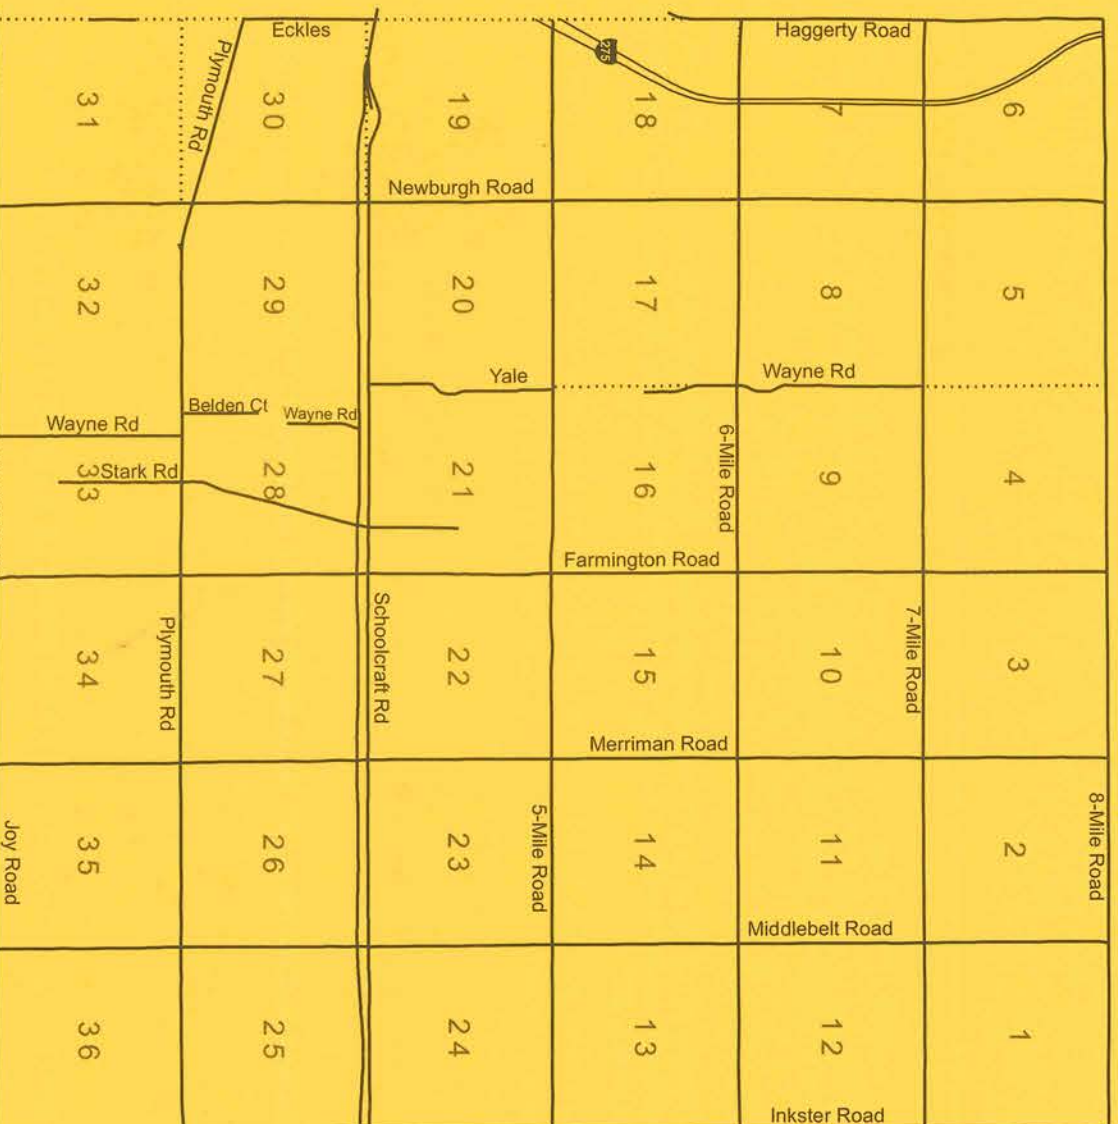 Eckles
Haggerty Road
Plymouth Rd
275
31
30
19
18
7
6
Newburgh Road
32
29
20
17
8
5
Yale
Wayne Rd
Belden Ct
Wayne Rd
Wayne Rd
Stark Rd
33
28
21
16
6-Mile Road
9
4
Farmington Road
34
Plymouth Rd
27
Schoolcraft Rd
22
15
10
7-Mile Road
3
Merriman Road
Joy Road
35
26
23
5-Mile Road
14
11
2
8-Mile Road
Middlebelt Road
36
25
24
13
12
1
Inkster Road